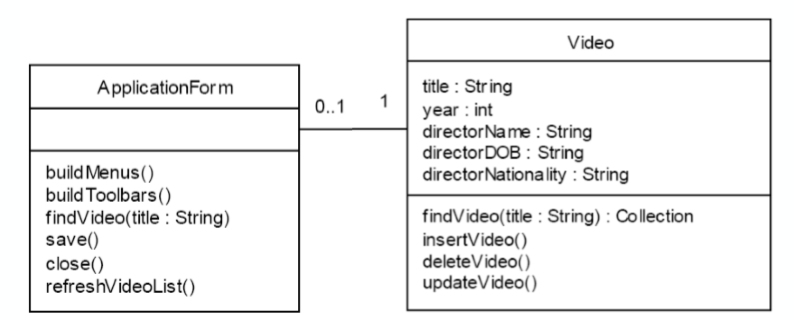 ApplicationForm
buildMenus()
buildToolbars()
findVideo(title : String)
save()
close()
refreshVideoList()
0..1
1
Video
title : String
year : int
directorName : String
directorDOB : String
directorNationality : String
findVideo(title : String) : Collection
insertVideo()
deleteVideo()
updateVideo()